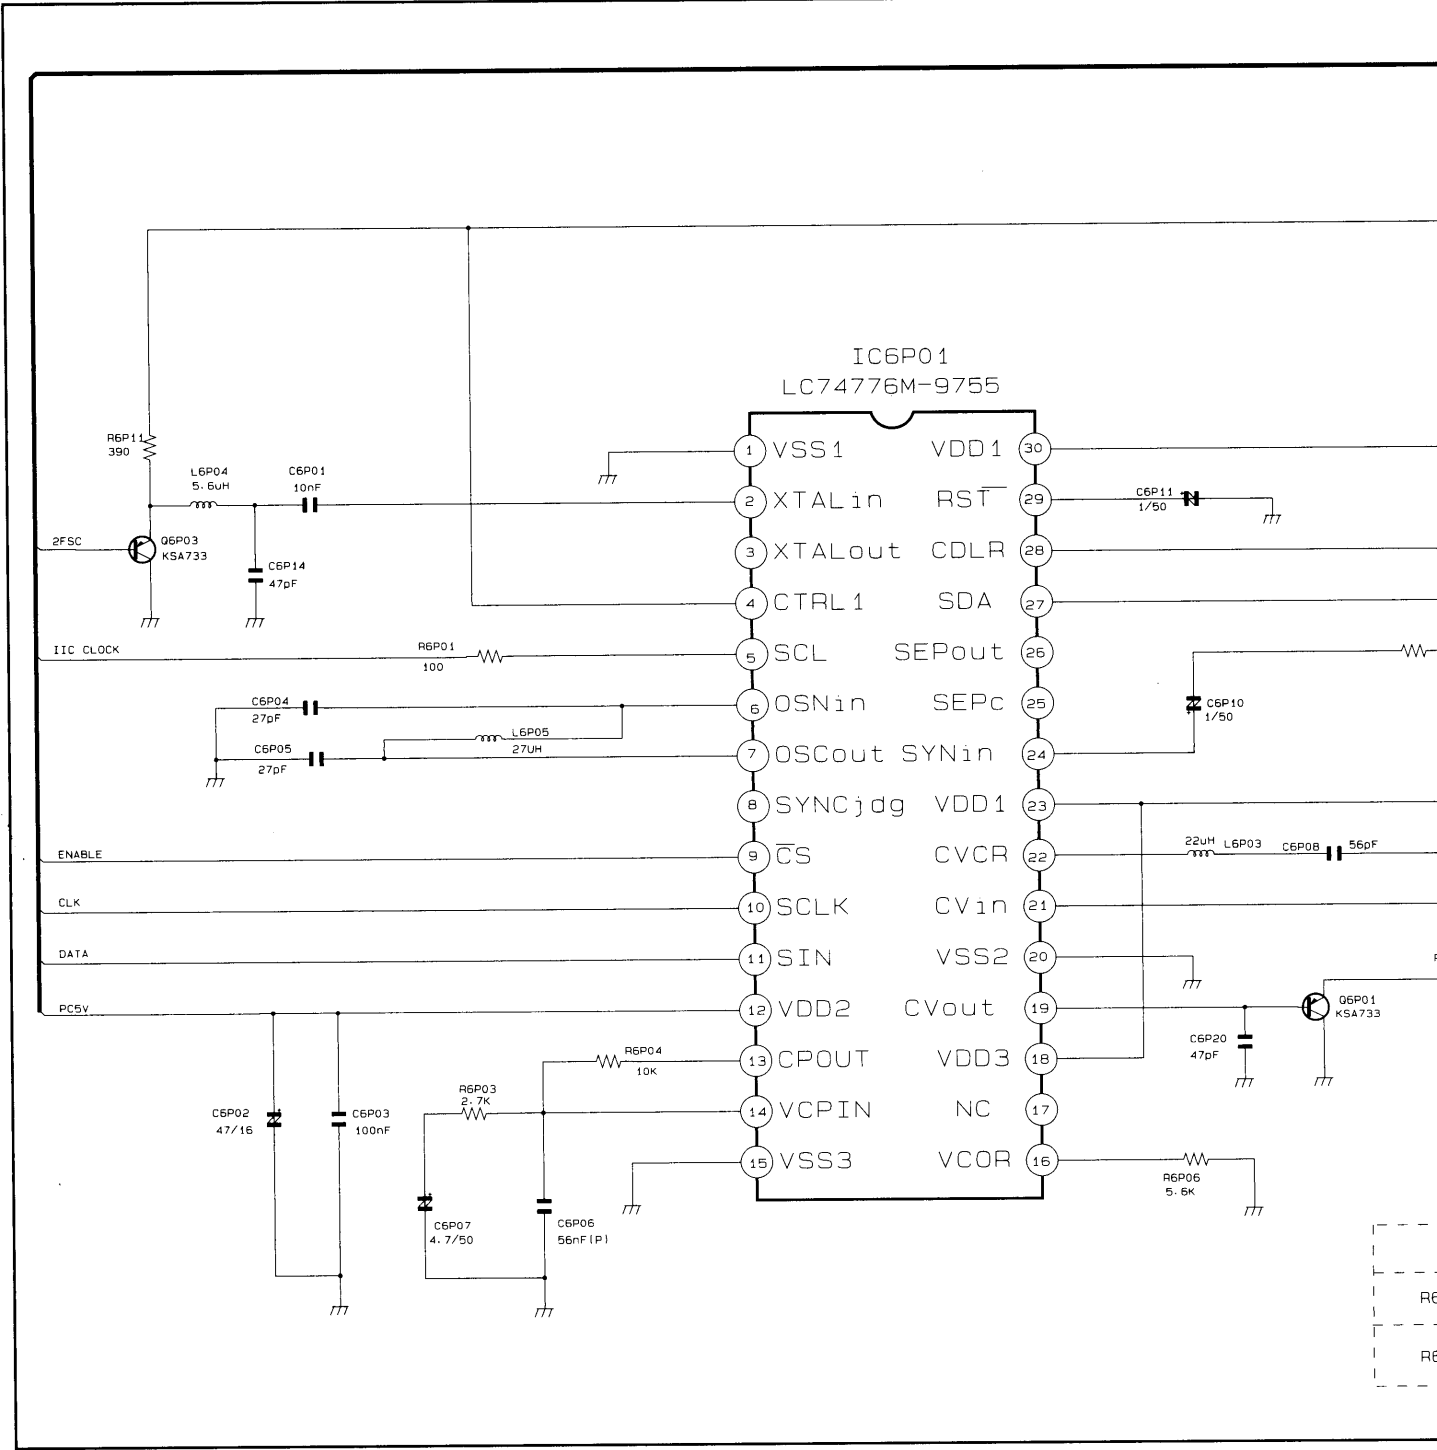 IC6P01
LC74776M-9755
R6P11
390
L6P04
5.6uH
C6P01
10nF
2FSC
Q6P03
KSA733
C6P14
47pF
IIC CLOCK
R6P01
100
C6P04
27pF
L6P05
27UH
C6P05
27pF
ENABLE
CLK
DATA
PC5V
C6P02
47/16
C6P03
100nF
R6P04
10K
R6P03
2.7K
C6P07
4.7/50
C6P06
56nF(P)
1 VSS1 VDD1 30
2 XTALin RST 29
3 XTALout CDLR 28
4 CTRL1 SDA 27
5 SCL SEPout 26
6 OSNin SEPc 25
7 OSCout SYNin 24
8 SYNCjdg VDD1 23
9 CS CVCR 22
10 SCLK CVin 21
11 SIN VSS2 20
12 VDD2 CVout 19
13 CPOUT VDD3 18
14 VCPIN NC 17
15 VSS3 VCOR 16
C6P11
1/50
C6P10
1/50
22uH L6P03 C6P08 56pF
Q6P01
KSA733
C6P20
47pF
R6P06
5.6K
R6
R6